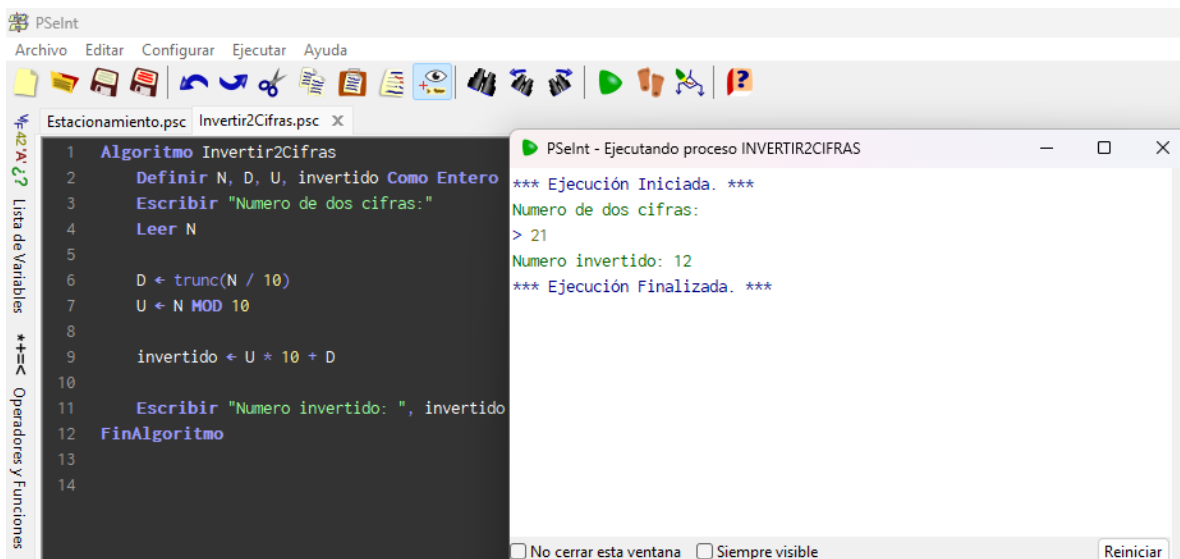 PSeInt
Archivo Editar Configurar Ejecutar Ayuda
Estacionamiento.psc Invertir2Cifras.psc X
42 'A' ¿? Lista de Variables
*+=< Operadores y Funciones
1 Algoritmo Invertir2Cifras
2 Definir N, D, U, invertido Como Entero
3 Escribir "Numero de dos cifras:"
4 Leer N
5
6 D ← trunc(N / 10)
7 U ← N MOD 10
8
9 invertido ← U * 10 + D
10
11 Escribir "Numero invertido: ", invertido
12 FinAlgoritmo
13
14
PSeInt - Ejecutando proceso INVERTIR2CIFRAS
*** Ejecución Iniciada. ***
Numero de dos cifras:
> 21
Numero invertido: 12
*** Ejecución Finalizada. ***
No cerrar esta ventana Siempre visible Reiniciar